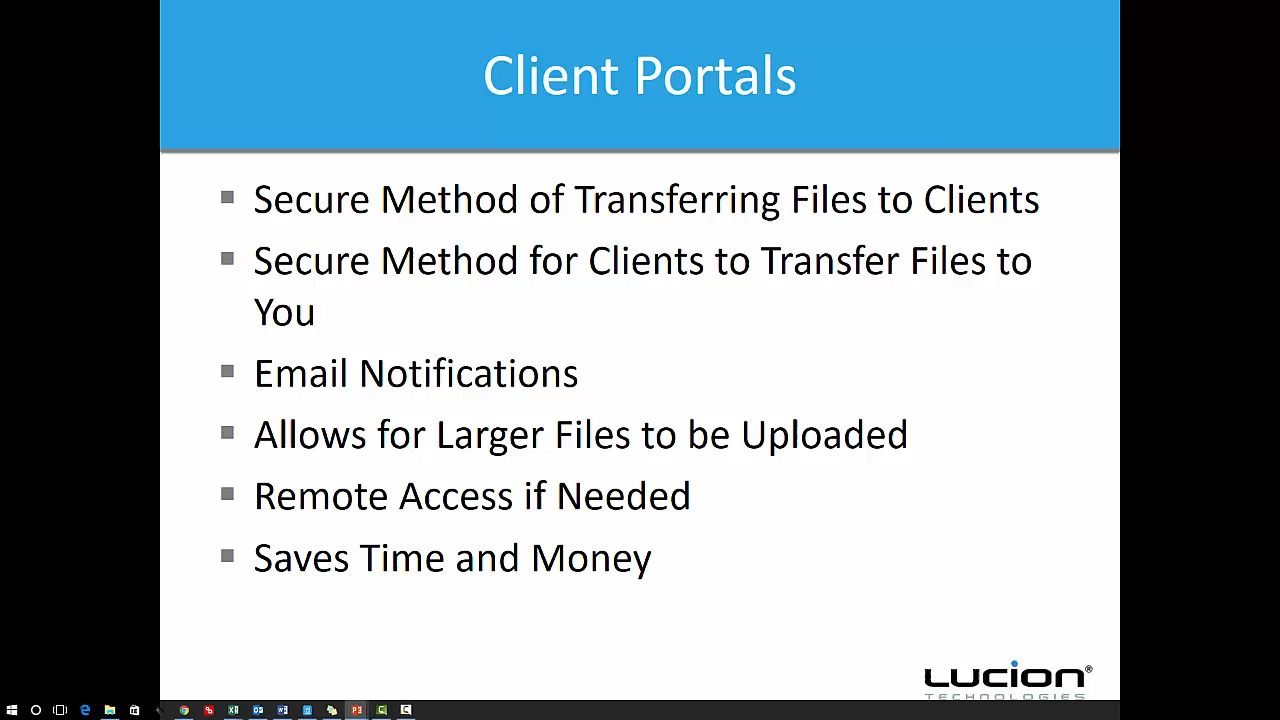 Client Portals
Secure Method of Transferring Files to Clients
Secure Method for Clients to Transfer Files to
You
Email Notifications
Allows for Larger Files to be Uploaded
Remote Access if Needed
Saves Time and Money
LUCION®
TECHNOLOGIES